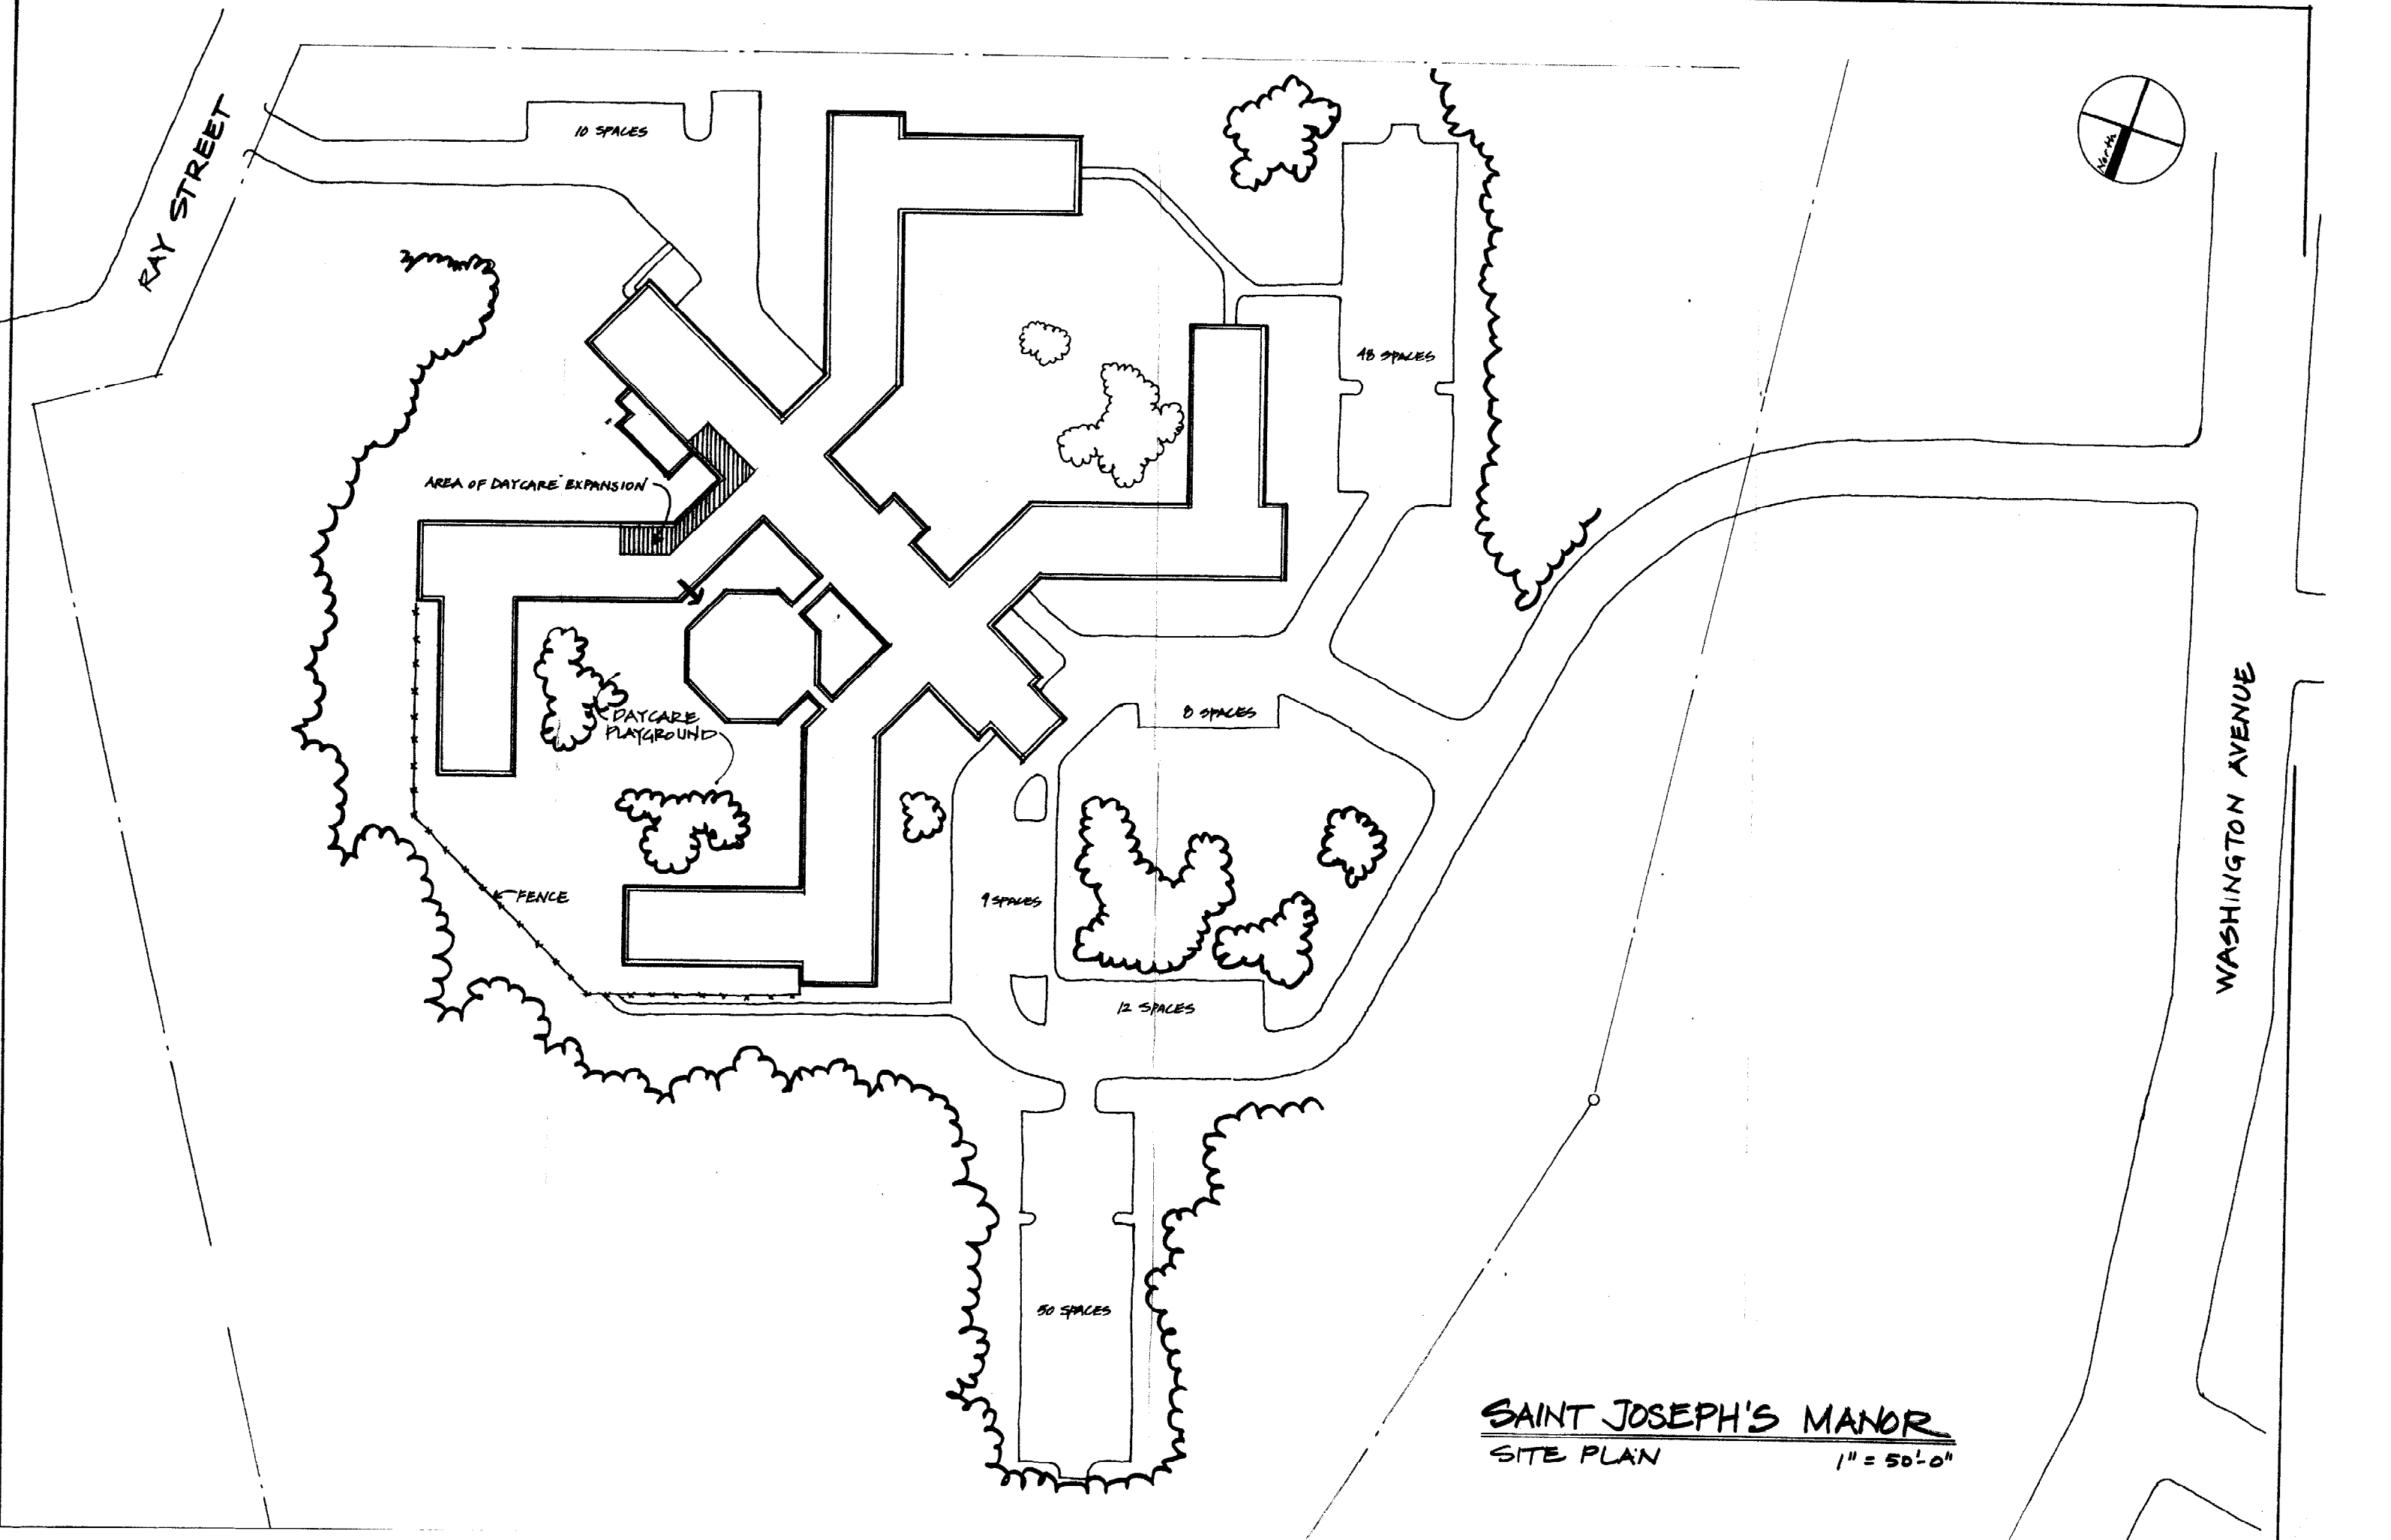 RAY STREET
10 SPACES
North
48 SPACES
AREA OF DAYCARE EXPANSION
DAYCARE
PLAYGROUND
8 SPACES
WASHINGTON AVENUE
FENCE
9 SPACES
12 SPACES
50 SPACES
SAINT JOSEPH'S MANOR
SITE PLAN 1" = 50'-0"